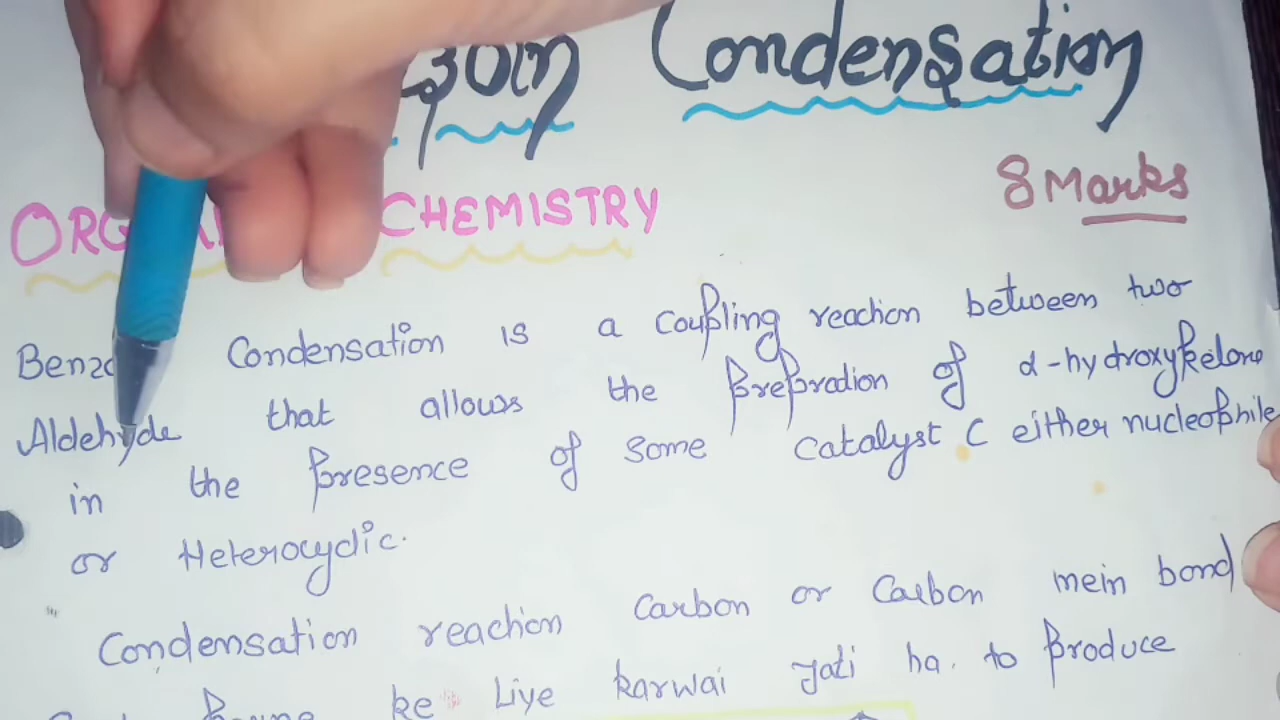 Condensation
CHEMISTRY
8 Marks
Condensation is a coupling reaction between two
Aldehyde that allows the prepration of α-hydroxyketone
in the presence of some catalyst C either nucleophile
or Heterocyclic.
Condensation reaction Carbon or Carbon mein bond
ke Liye karwai jati ha. to produce